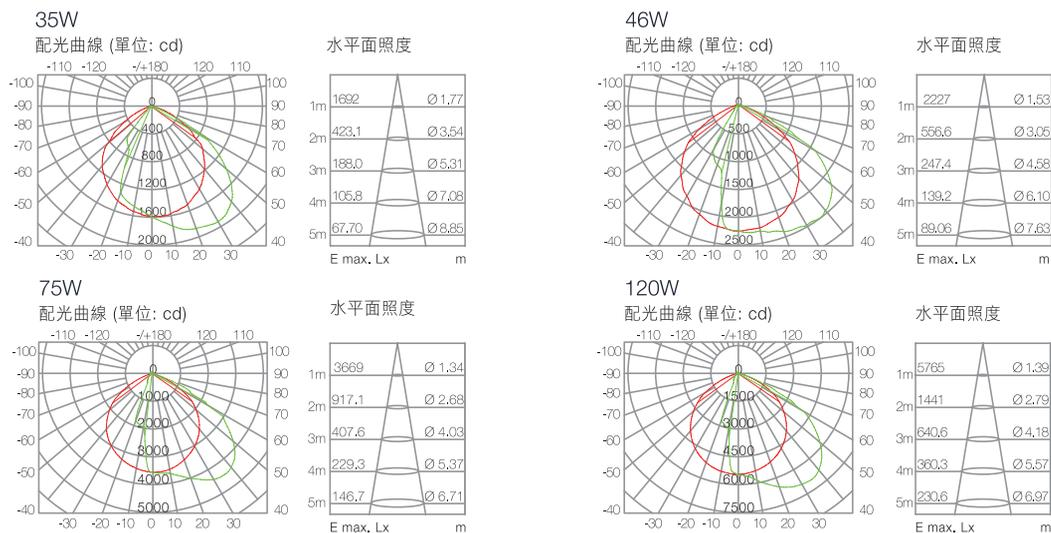 35W
配光曲線 (單位: cd)
水平面照度
-110 -120 -/+180 120 110
-100 100
-90 90
-80 80
-70 70
-60 60
-50 50
-40 40
-30 -20 -10 0 10 20 30
0
400
800
1200
1600
2000
1m 1692 Ø 1.77
2m 423.1 Ø 3.54
3m 188.0 Ø 5.31
4m 105.8 Ø 7.08
5m 67.70 Ø 8.85
E max. Lx m
46W
配光曲線 (單位: cd)
水平面照度
-110 -120 -/+180 120 110
-100 100
-90 90
-80 80
-70 70
-60 60
-50 50
-40 40
-30 -20 -10 0 10 20 30
0
500
1000
1500
2000
2500
1m 2227 Ø 1.53
2m 556.6 Ø 3.05
3m 247.4 Ø 4.58
4m 139.2 Ø 6.10
5m 89.06 Ø 7.63
E max. Lx m
75W
配光曲線 (單位: cd)
水平面照度
-110 -120 -/+180 120 110
-100 100
-90 90
-80 80
-70 70
-60 60
-50 50
-40 40
-30 -20 -10 0 10 20 30
0
1000
2000
3000
4000
5000
1m 3669 Ø 1.34
2m 917.1 Ø 2.68
3m 407.6 Ø 4.03
4m 229.3 Ø 5.37
5m 146.7 Ø 6.71
E max. Lx m
120W
配光曲線 (單位: cd)
水平面照度
-110 -120 -/+180 120 110
-100 100
-90 90
-80 80
-70 70
-60 60
-50 50
-40 40
-30 -20 -10 0 10 20 30
0
1500
3000
4500
6000
7500
1m 5765 Ø 1.39
2m 1441 Ø 2.79
3m 640.6 Ø 4.18
4m 360.3 Ø 5.57
5m 230.6 Ø 6.97
E max. Lx m